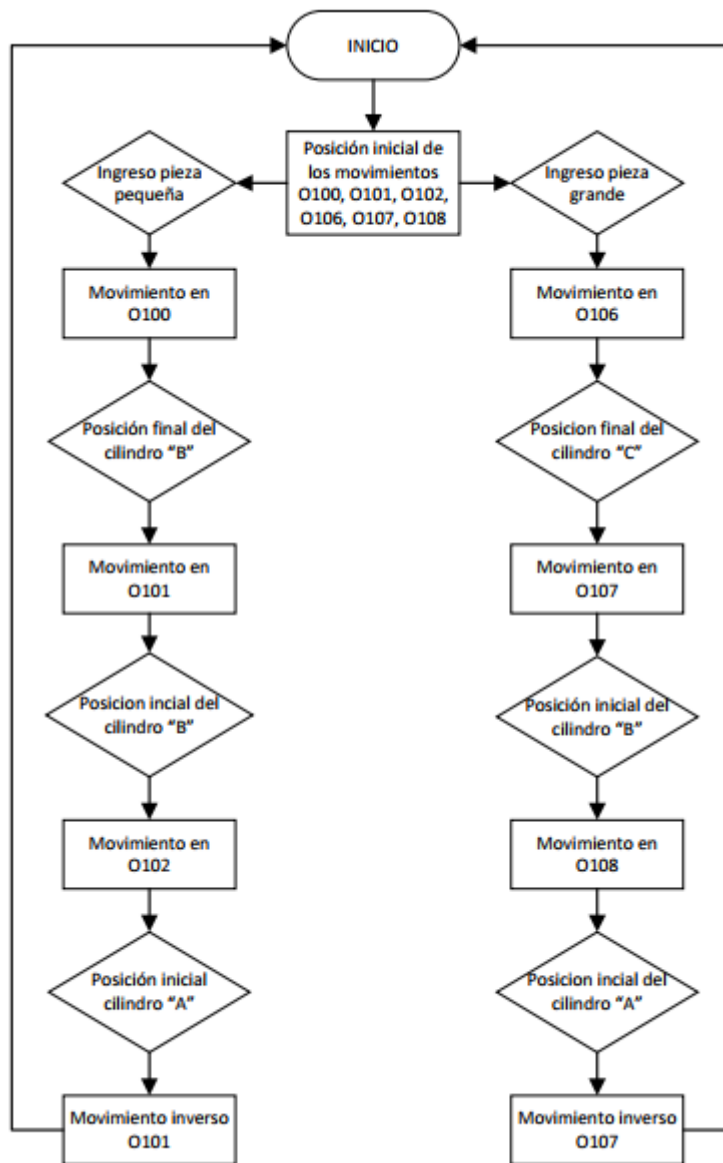 INICIO
Posición inicial de
los movimientos
O100, O101, O102,
O106, O107, O108
Ingreso pieza
pequeña
Movimiento en
O100
Posición final del
cilindro “B”
Movimiento en
O101
Posicion incial del
cilindro “B”
Movimiento en
O102
Posición inicial
cilindro “A”
Movimiento inverso
O101
Ingreso pieza
grande
Movimiento en
O106
Posicion final del
cilindro “C”
Movimiento en
O107
Posición inicial del
cilindro “B”
Movimiento en
O108
Posicion incial del
cilindro “A”
Movimiento inverso
O107